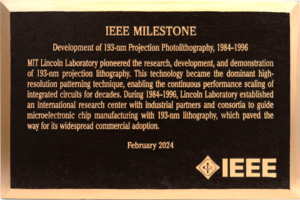 IEEE MILESTONE
Development of 193-nm Projection Photolithography, 1984–1996
MIT Lincoln Laboratory pioneered the research, development, and demonstration
of 193-nm projection lithography. This technology became the dominant high-
resolution patterning technique, enabling the continuous performance scaling of
integrated circuits for decades. During 1984–1996, Lincoln Laboratory established
an international research center with industrial partners and consortia to guide
microelectronic chip manufacturing with 193-nm lithography, which paved the
way for its widespread commercial adoption.
February 2024
IEEE